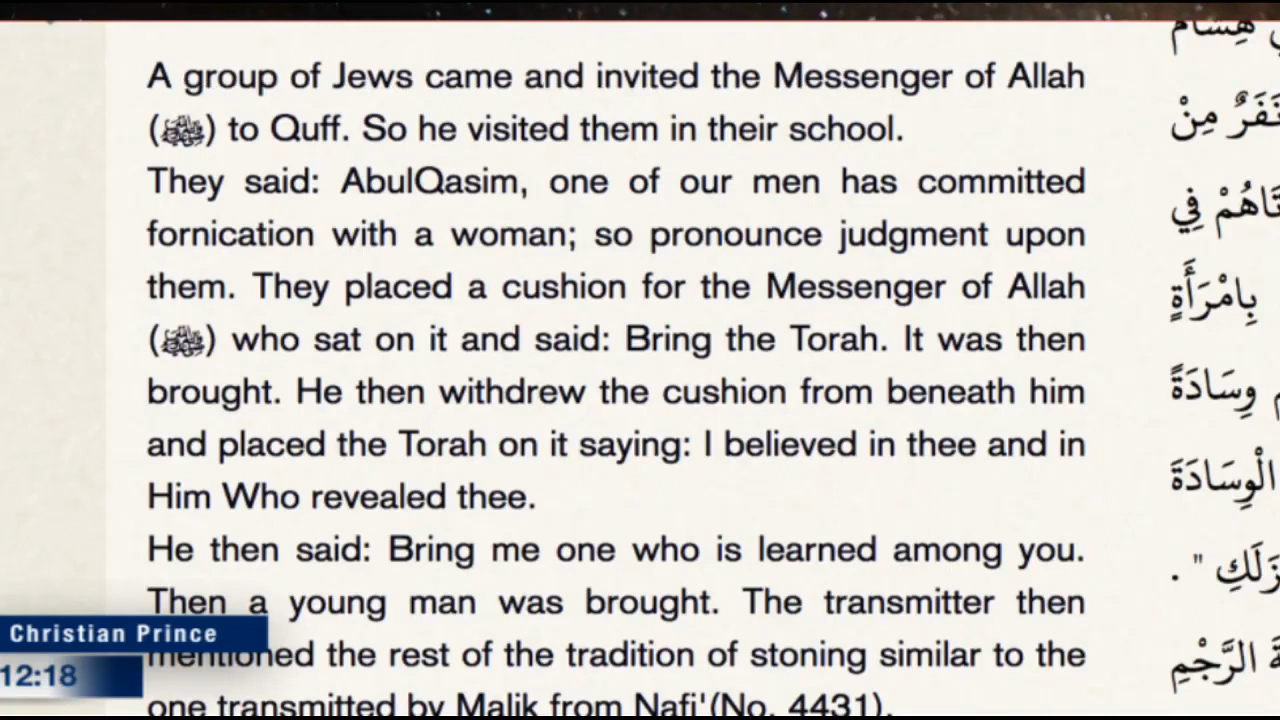 A group of Jews came and invited the Messenger of Allah
(ﷺ) to Quff. So he visited them in their school.
They said: AbulQasim, one of our men has committed
fornication with a woman; so pronounce judgment upon
them. They placed a cushion for the Messenger of Allah
(ﷺ) who sat on it and said: Bring the Torah. It was then
brought. He then withdrew the cushion from beneath him
and placed the Torah on it saying: I believed in thee and in
Him Who revealed thee.
He then said: Bring me one who is learned among you.
Then a young man was brought. The transmitter then
mentioned the rest of the tradition of stoning similar to the
one transmitted by Malik from Nafi'(No. 4431).
Christian Prince
12:18
هِشَام
نَفَرٌ مِنْ
فِي
بِامْرَأَةٍ
وِسَادَةً
الْوِسَادَةَ
" .
الرَّجْمِ